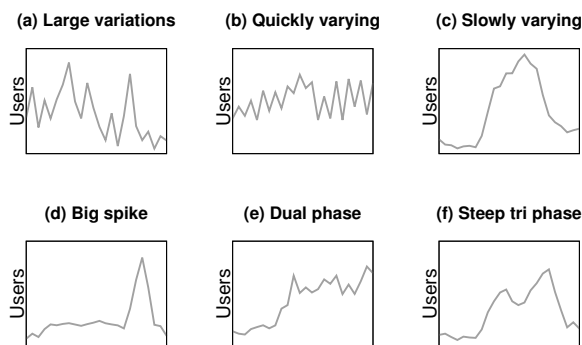 (a) Large variations
(b) Quickly varying
(c) Slowly varying
Users
Users
Users
(d) Big spike
(e) Dual phase
(f) Steep tri phase
Users
Users
Users